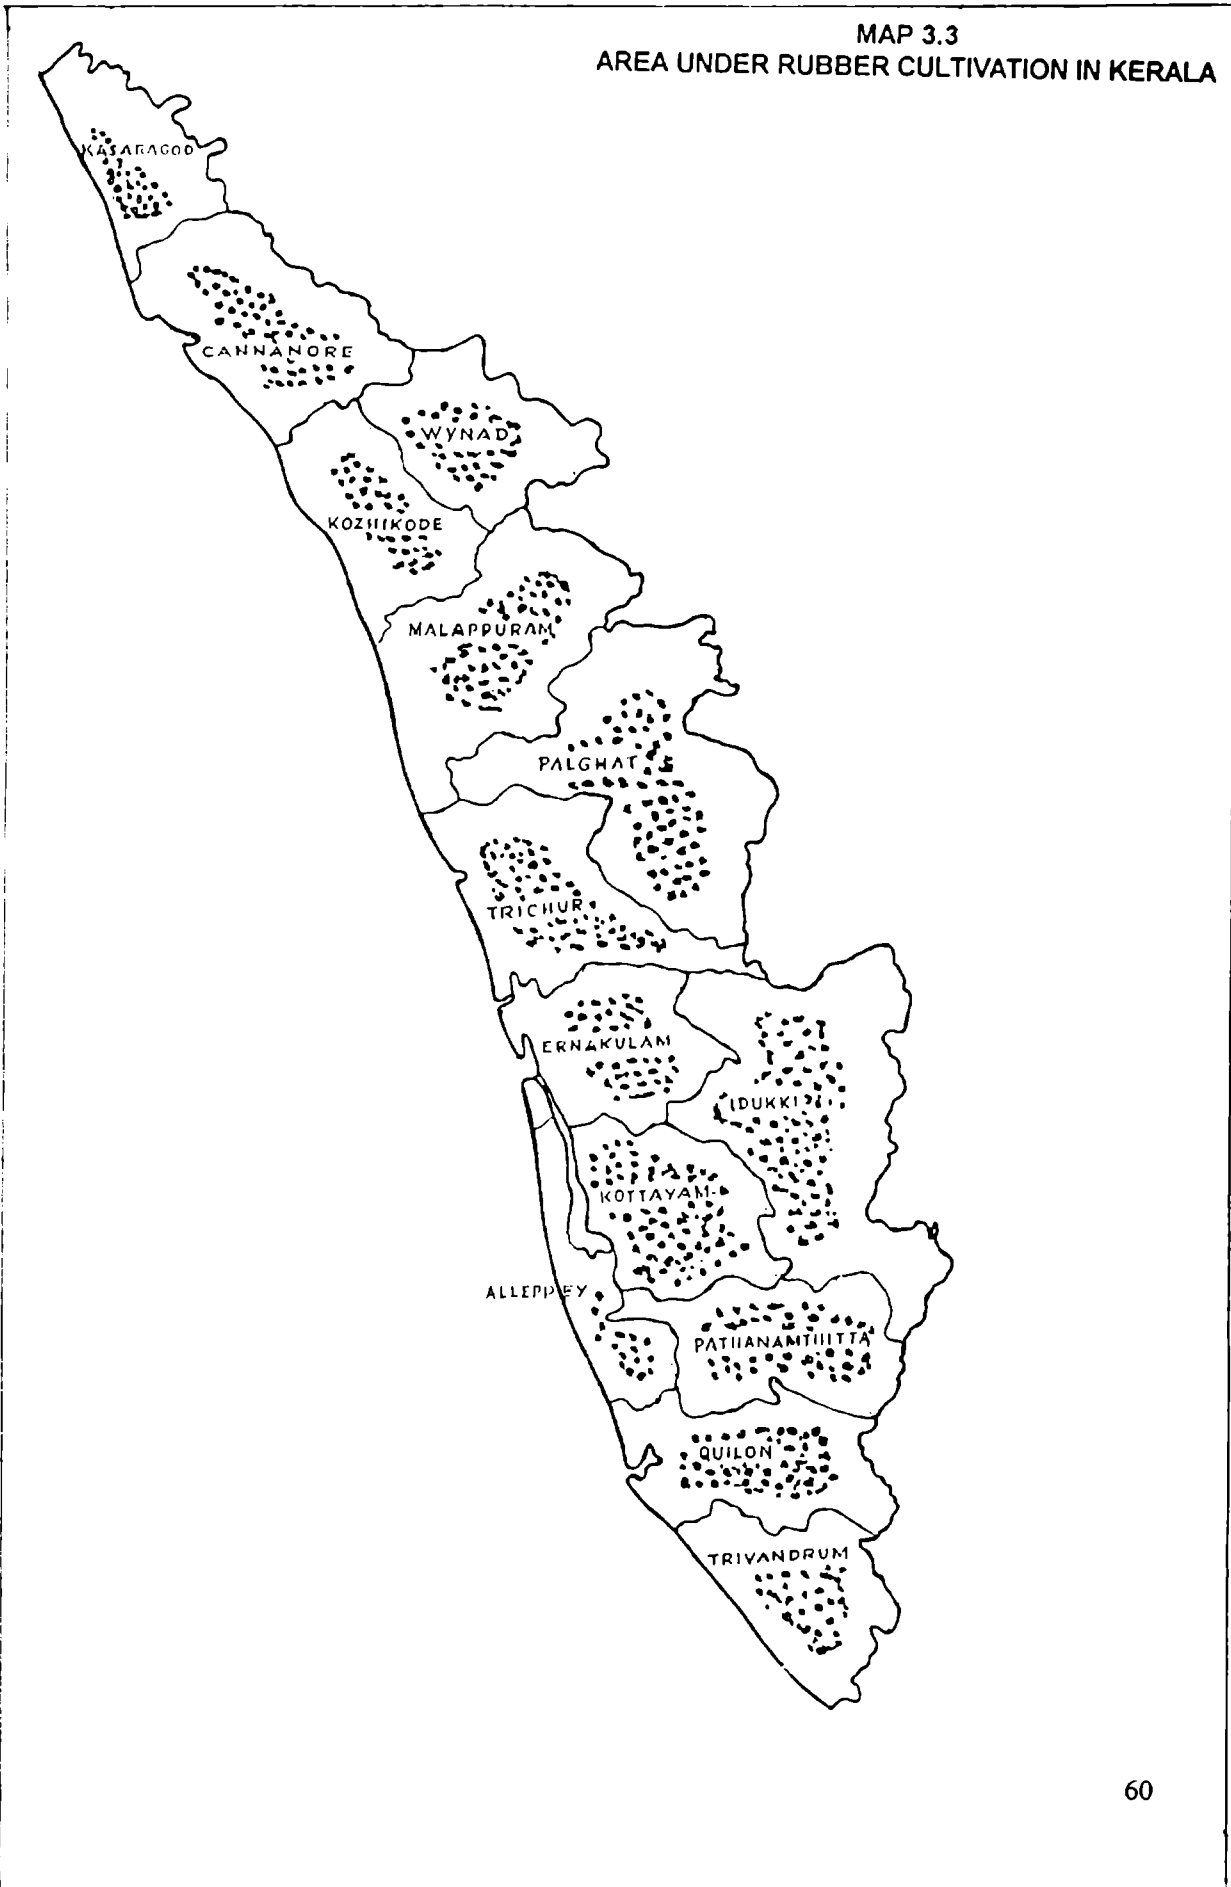 MAP 3.3
AREA UNDER RUBBER CULTIVATION IN KERALA
KASARAGOD
CANNANORE
WYNAD
KOZHIKODE
MALAPPURAM
PALGHAT
TRICHUR
ERNAKULAM
IDUKKI
KOTTAYAM
ALLEPPEY
PATHANAMTHITTA
QUILON
TRIVANDRUM
60